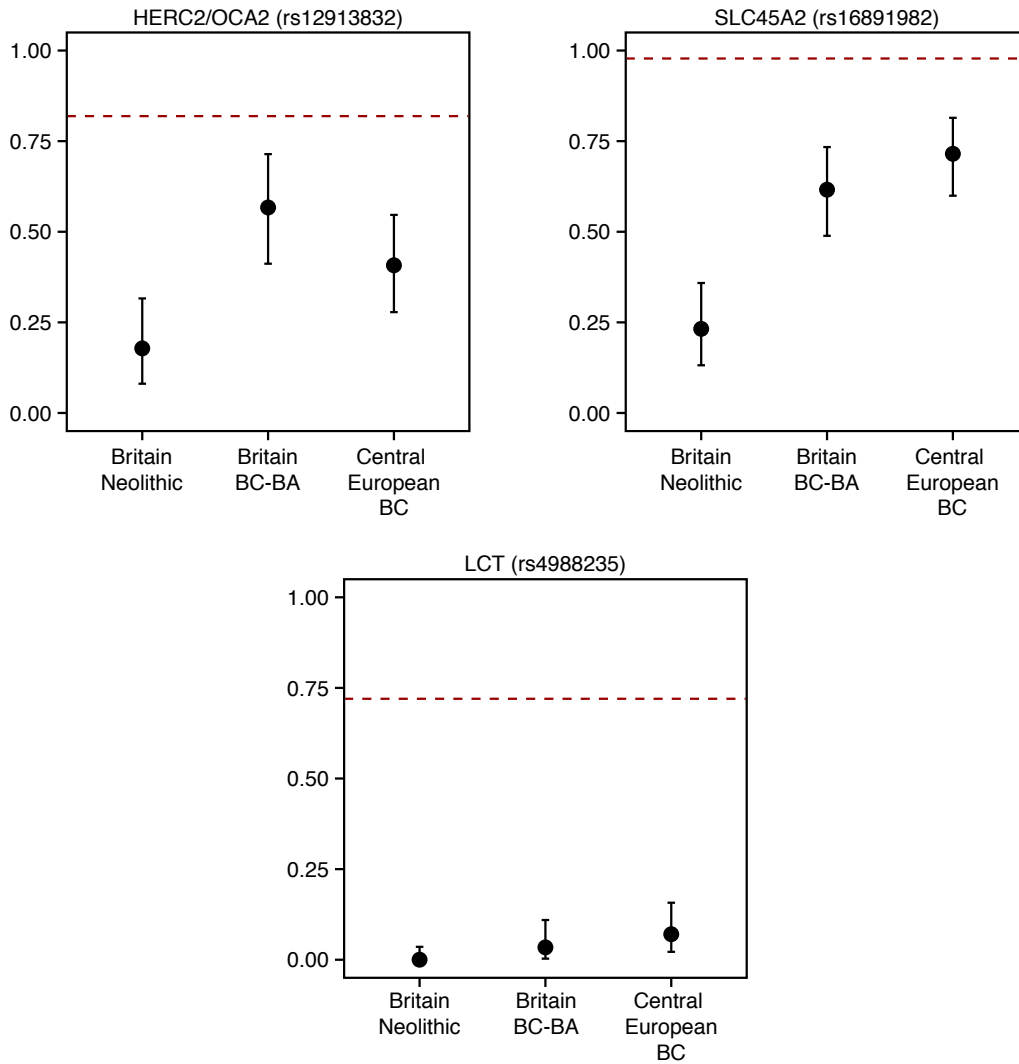 HERC2/OCA2 (rs12913832)
1.00
0.75
0.50
0.25
0.00
Britain
Neolithic
Britain
BC-BA
Central
European
BC
SLC45A2 (rs16891982)
1.00
0.75
0.50
0.25
0.00
Britain
Neolithic
Britain
BC-BA
Central
European
BC
LCT (rs4988235)
1.00
0.75
0.50
0.25
0.00
Britain
Neolithic
Britain
BC-BA
Central
European
BC